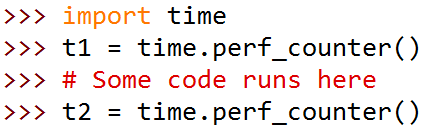 >>> import time
>>> t1 = time.perf_counter()
>>> # Some code runs here
>>> t2 = time.perf_counter()